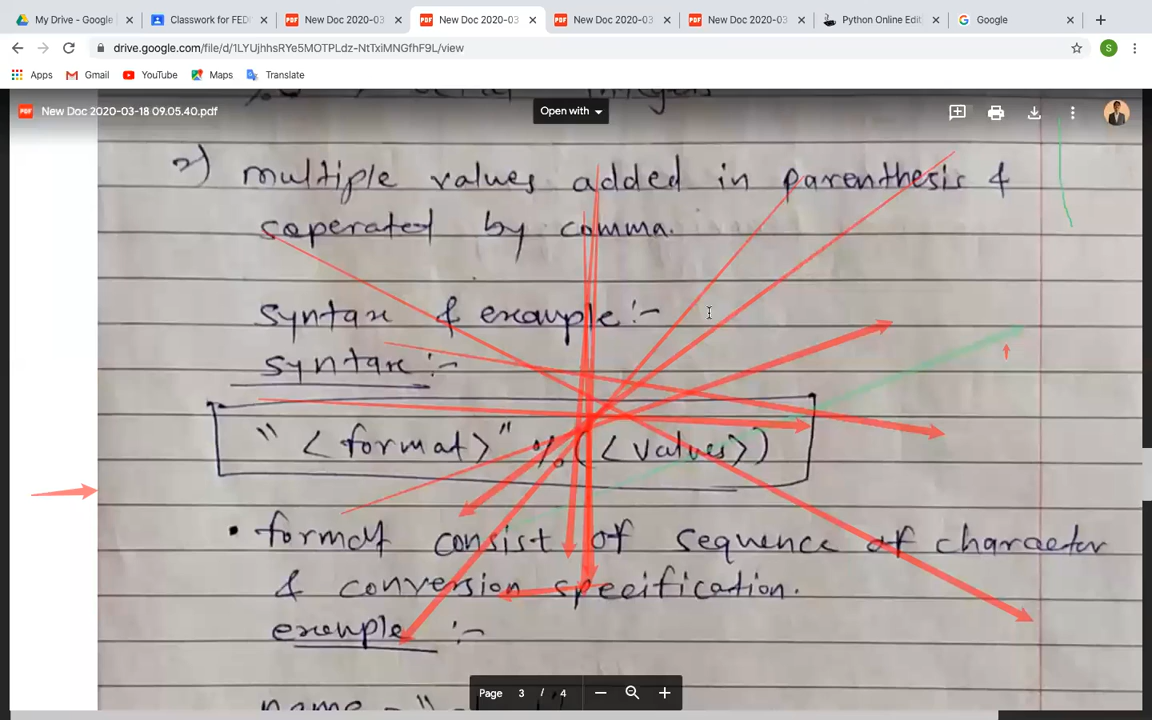 My Drive - Google
Classwork for FED
New Doc 2020-03
New Doc 2020-03
New Doc 2020-03
New Doc 2020-03
Python Online Edit
Google
drive.google.com/file/d/1LYUjhhsRYe5MOTPLdz-NtTxiMNGfhF9L/view
S
Apps
Gmail
YouTube
Maps
Translate
New Doc 2020-03-18 09.05.40.pdf
Open with
2) multiple values added in parenthesis &
seperated by comma.
syntax & example :-
syntax :-
"<format>" %(<values>)
• format consist of sequence of character
& conversion specification.
example :-
name = "
Page 3 / 4